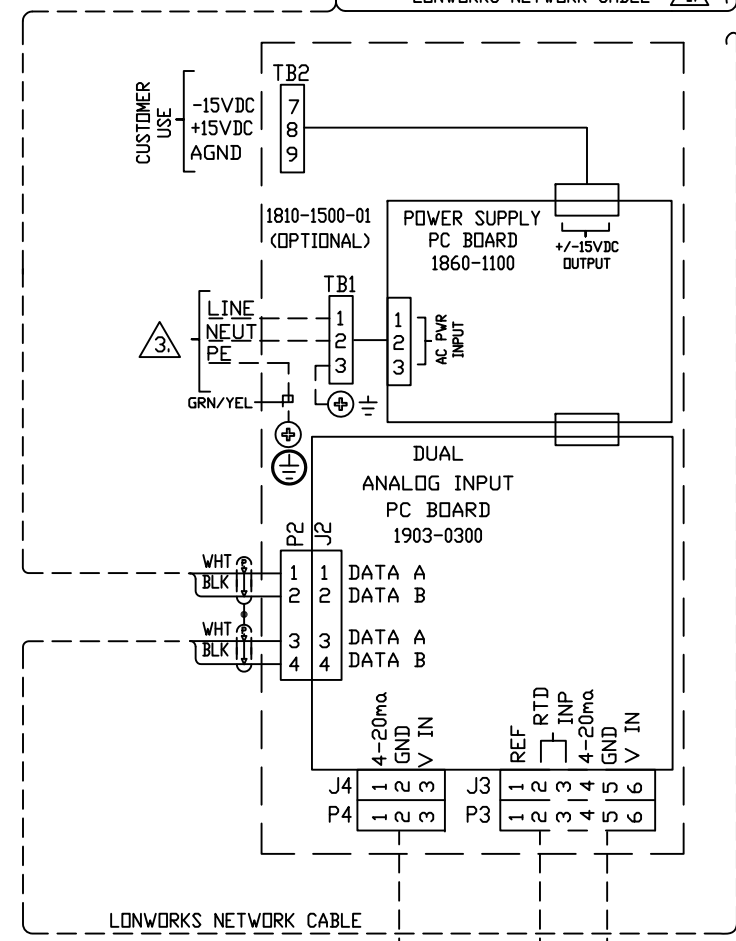 LONWORKS NETWORK CABLE
TB2
CUSTOMER
USE
-15VDC
+15VDC
AGND
7
8
9
1810-1500-01
(OPTIONAL)
POWER SUPPLY
PC BOARD
1860-1100
+/-15VDC
OUTPUT
TB1
3.
LINE
NEUT
PE
1
2
3
1
2
3
AC PWR
INPUT
GRN/YEL
DUAL
ANALOG INPUT
PC BOARD
1903-0300
P2 J2
WHT
BLK
P
1 1 DATA A
2 2 DATA B
WHT
BLK
P
3 3 DATA A
4 4 DATA B
4-20ma
GND
V IN
REF
RTD
INP
4-20ma
GND
V IN
J4 1 2 3
P4 1 2 3
J3 1 2 3 4 5 6
P3 1 2 3 4 5 6
LONWORKS NETWORK CABLE